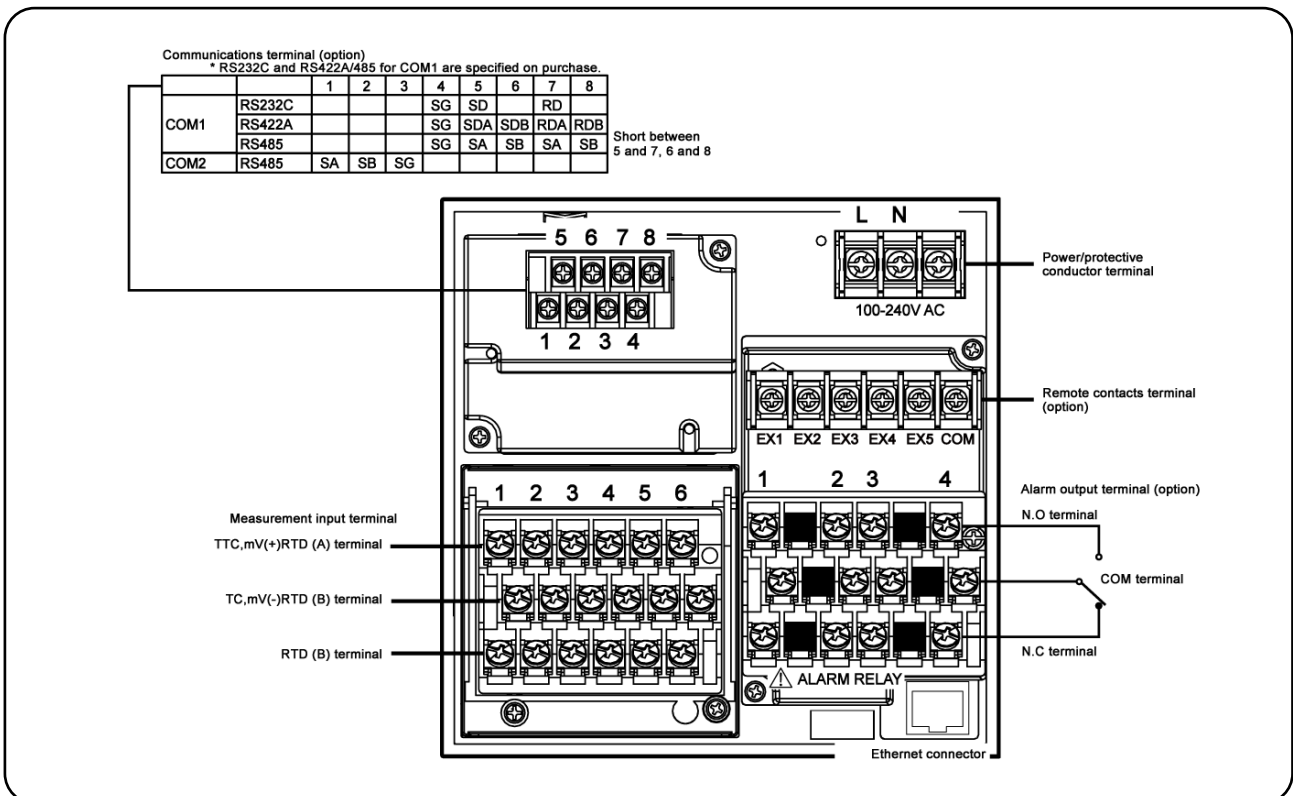 Communications terminal (option)
* RS232C and RS422A/485 for COM1 are specified on purchase.
1 2 3 4 5 6 7 8
COM1 RS232C SG SD RD
RS422A SG SDA SDB RDA RDB
RS485 SG SA SB SA SB
COM2 RS485 SA SB SG
Short between
5 and 7, 6 and 8
5 6 7 8
1 2 3 4
L N
100-240V AC
Power/protective
conductor terminal
EX1 EX2 EX3 EX4 EX5 COM
Remote contacts terminal
(option)
1 2 3 4 5 6
Measurement input terminal
TTC,mV(+)RTD (A) terminal
TC,mV(-)RTD (B) terminal
RTD (B) terminal
1 2 3 4
Alarm output terminal (option)
N.O terminal
COM terminal
N.C terminal
ALARM RELAY
Ethernet connector